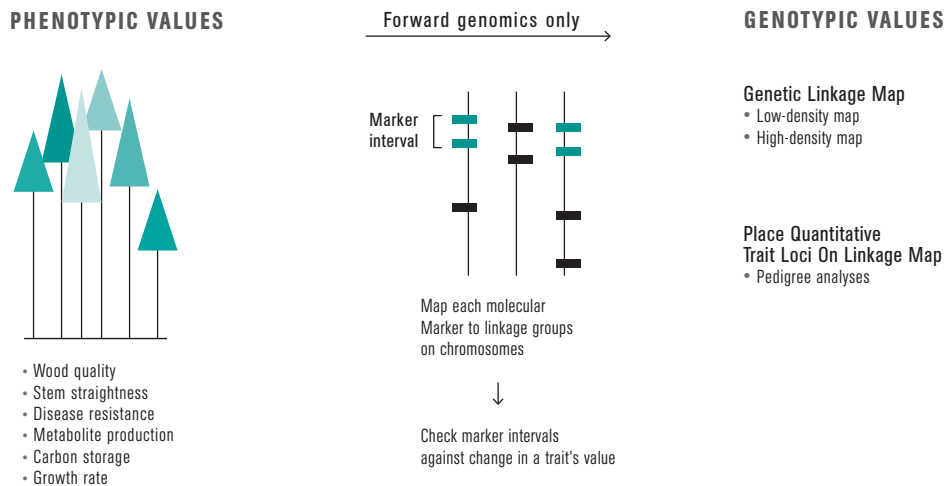 PHENOTYPIC VALUES
Forward genomics only
GENOTYPIC VALUES
Marker
interval
Genetic Linkage Map
• Low-density map
• High-density map
Place Quantitative
Trait Loci On Linkage Map
• Pedigree analyses
Map each molecular
Marker to linkage groups
on chromosomes
Check marker intervals
against change in a trait's value
• Wood quality
• Stem straightness
• Disease resistance
• Metabolite production
• Carbon storage
• Growth rate